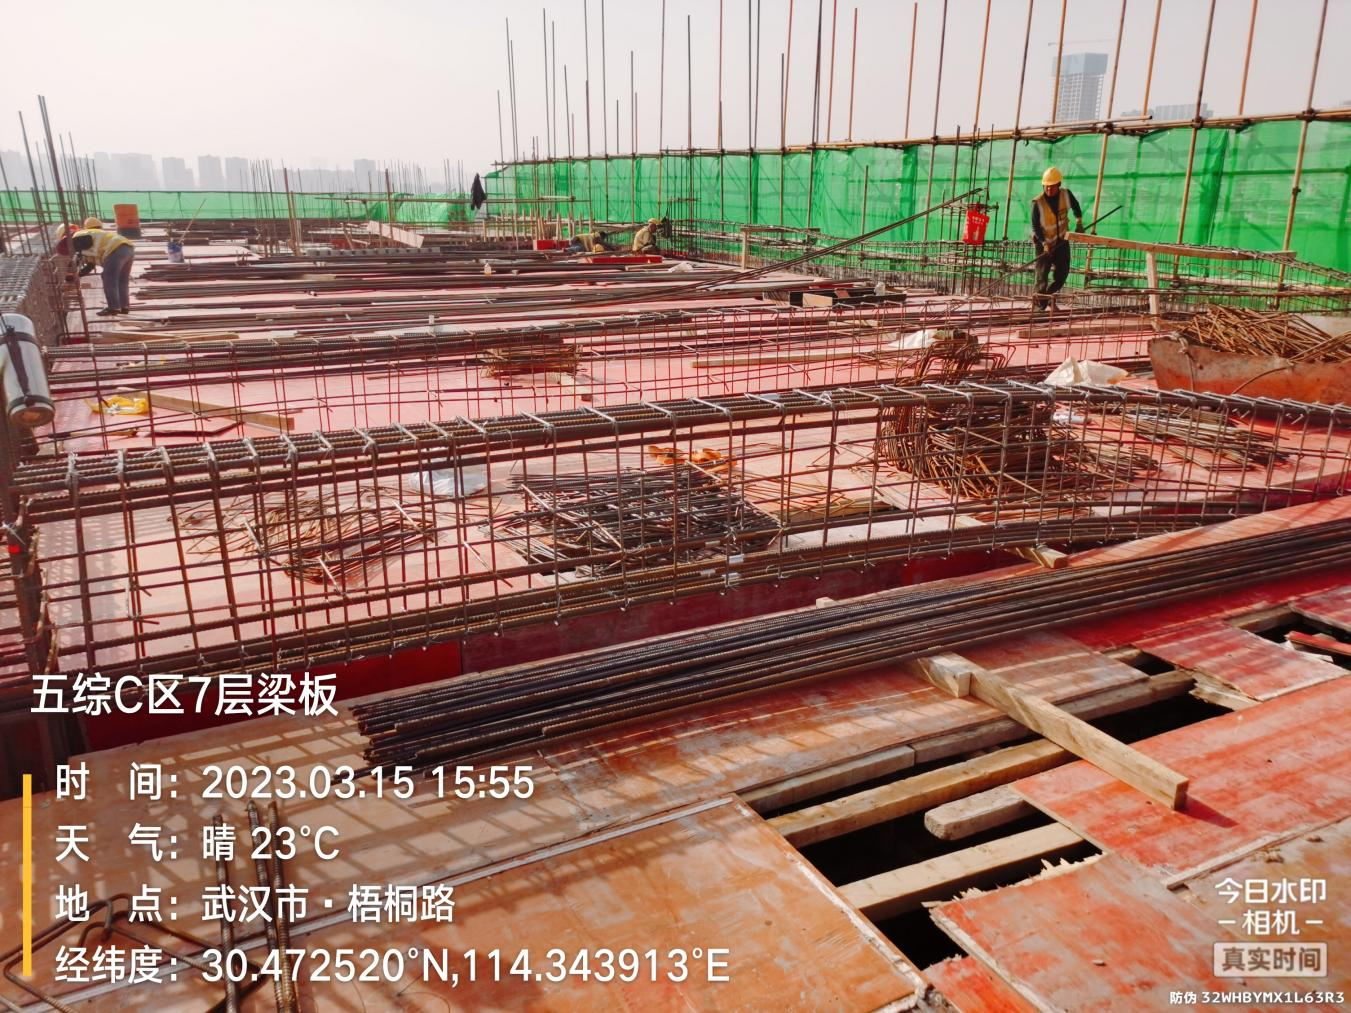 五综C区7层梁板
时 间：2023.03.15 15:55
天 气：晴 23°C
地 点：武汉市·梧桐路
经纬度：30.472520°N,114.343913°E
今日水印
-相机-
真实时间
防伪 32WHBYMX1L63R3